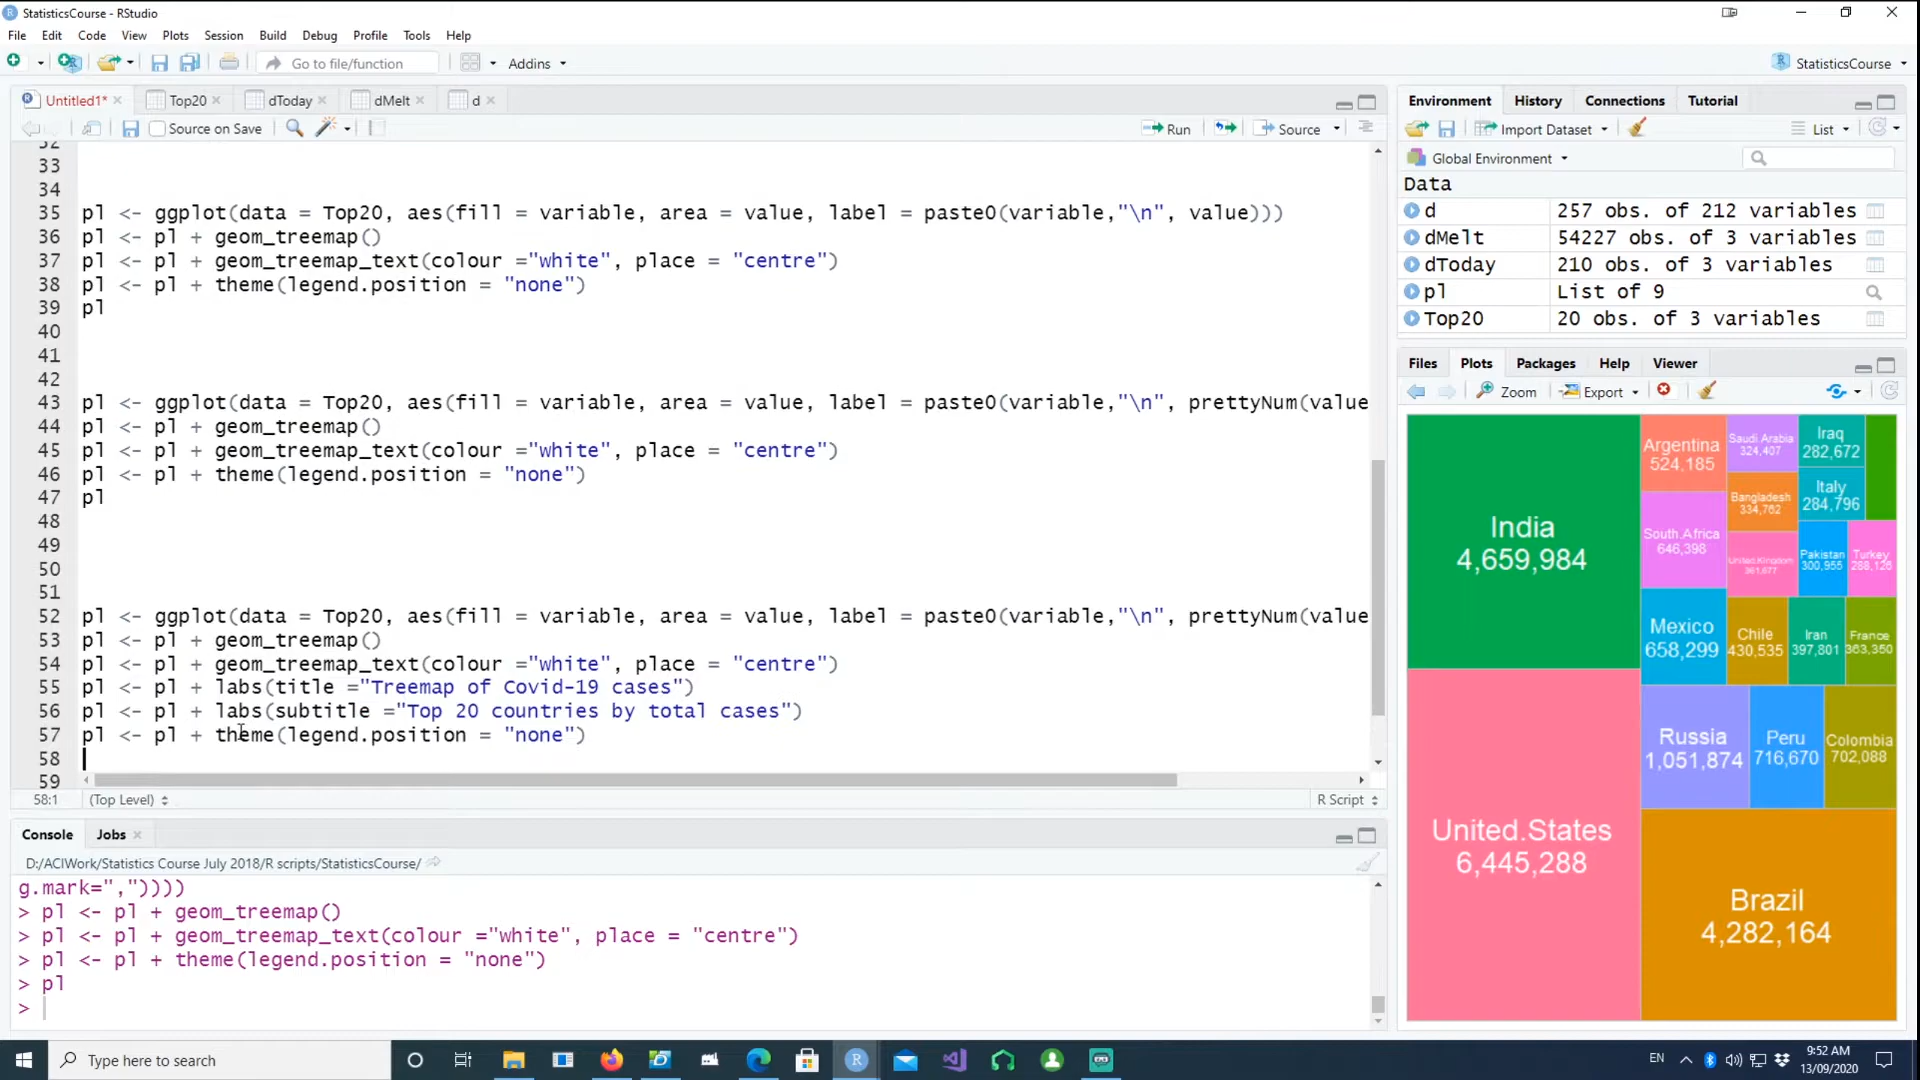 StatisticsCourse - RStudio
File Edit Code View Plots Session Build Debug Profile Tools Help
Go to file/function Addins StatisticsCourse
Untitled1* Top20 dToday dMelt d
Source on Save Run Source
33
34
35 pl <- ggplot(data = Top20, aes(fill = variable, area = value, label = paste0(variable,"\n", value)))
36 pl <- pl + geom_treemap()
37 pl <- pl + geom_treemap_text(colour ="white", place = "centre")
38 pl <- pl + theme(legend.position = "none")
39 pl
40
41
42
43 pl <- ggplot(data = Top20, aes(fill = variable, area = value, label = paste0(variable,"\n", prettyNum(value
44 pl <- pl + geom_treemap()
45 pl <- pl + geom_treemap_text(colour ="white", place = "centre")
46 pl <- pl + theme(legend.position = "none")
47 pl
48
49
50
51
52 pl <- ggplot(data = Top20, aes(fill = variable, area = value, label = paste0(variable,"\n", prettyNum(value
53 pl <- pl + geom_treemap()
54 pl <- pl + geom_treemap_text(colour ="white", place = "centre")
55 pl <- pl + labs(title ="Treemap of Covid-19 cases")
56 pl <- pl + labs(subtitle ="Top 20 countries by total cases")
57 pl <- pl + theme(legend.position = "none")
58
59
58:1 (Top Level) R Script
Console Jobs
D:/ACIWork/Statistics Course July 2018/R scripts/StatisticsCourse/
g.mark=","))))
> pl <- pl + geom_treemap()
> pl <- pl + geom_treemap_text(colour ="white", place = "centre")
> pl <- pl + theme(legend.position = "none")
> pl
>
Environment History Connections Tutorial
Import Dataset List
Global Environment
Data
d 257 obs. of 212 variables
dMelt 54227 obs. of 3 variables
dToday 210 obs. of 3 variables
pl List of 9
Top20 20 obs. of 3 variables
Files Plots Packages Help Viewer
Zoom Export
India
4,659,984
United.States
6,445,288
Brazil
4,282,164
Argentina
524,185
South.Africa
646,398
Mexico
658,299
Russia
1,051,874
Peru
716,670
Colombia
702,088
Saudi.Arabia
324,407
Bangladesh
334,762
United.Kingdom
361,677
Chile
430,535
Iran
397,801
France
363,350
Iraq
282,672
Italy
284,796
Pakistan
300,955
Turkey
288,126
Type here to search
EN
9:52 AM
13/09/2020